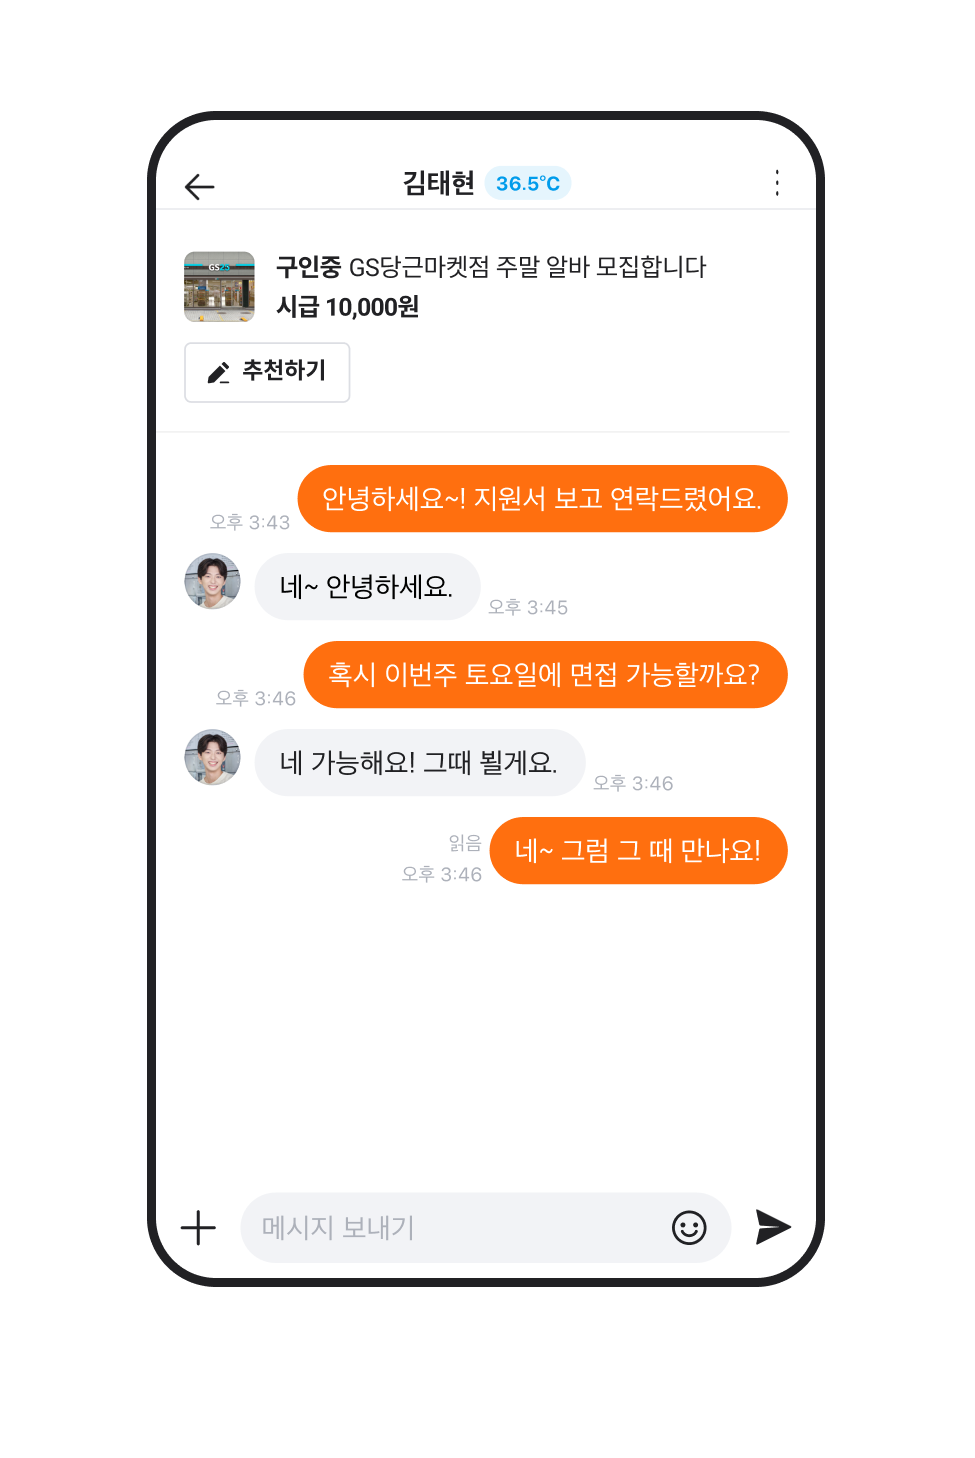 김태현 36.5°C
GS25
구인중 GS당근마켓점 주말 알바 모집합니다
시급 10,000원
추천하기
안녕하세요~! 지원서 보고 연락드렸어요.
오후 3:43
네~ 안녕하세요.
오후 3:45
혹시 이번주 토요일에 면접 가능할까요?
오후 3:46
네 가능해요! 그때 뵐게요.
오후 3:46
네~ 그럼 그 때 만나요!
읽음
오후 3:46
메시지 보내기